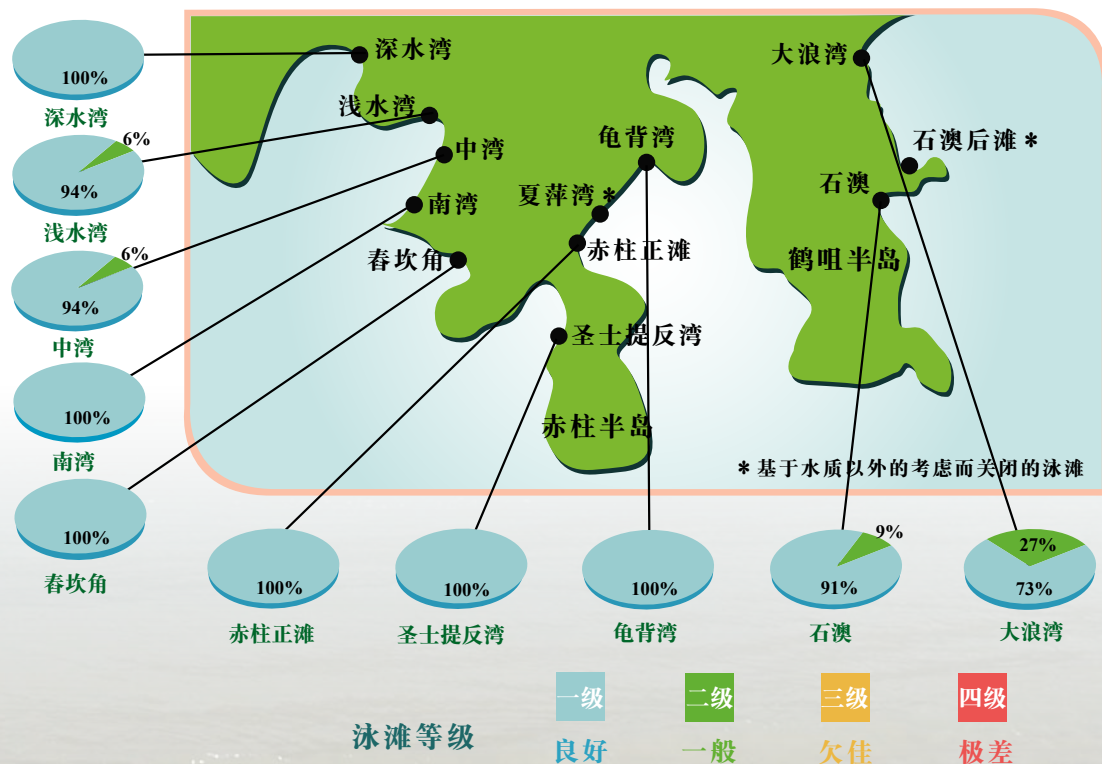 深水湾
大浪湾
100%
深水湾
浅水湾
6%
94%
浅水湾
中湾
龟背湾
石澳后滩*
石澳
夏萍湾*
南湾
赤柱正滩
春坎角
鹤咀半岛
6%
94%
中湾
圣士提反湾
100%
南湾
赤柱半岛
*基于水质以外的考虑而关闭的泳滩
100%
春坎角
100%
赤柱正滩
100%
圣士提反湾
100%
龟背湾
9%
91%
石澳
27%
73%
大浪湾
泳滩等级
一级
二级
三级
四级
良好
一般
欠佳
极差